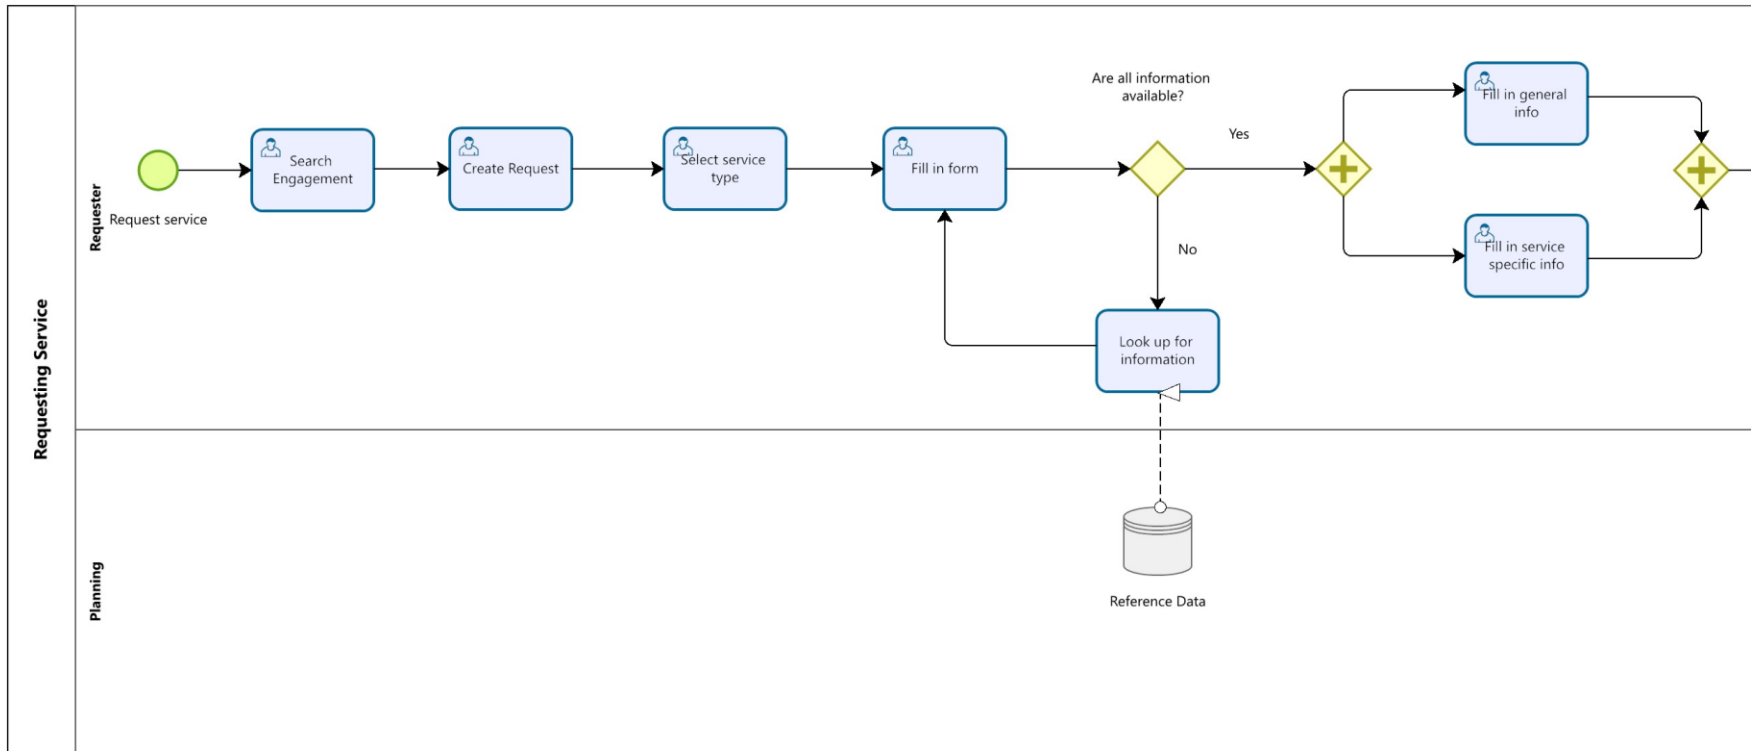 Requesting Service
Requester
Request service
Search
Engagement
Create Request
Select service
type
Fill in form
Are all information
available?
Yes
No
Look up for
information
Fill in general
info
Fill in service
specific info
Planning
Reference Data